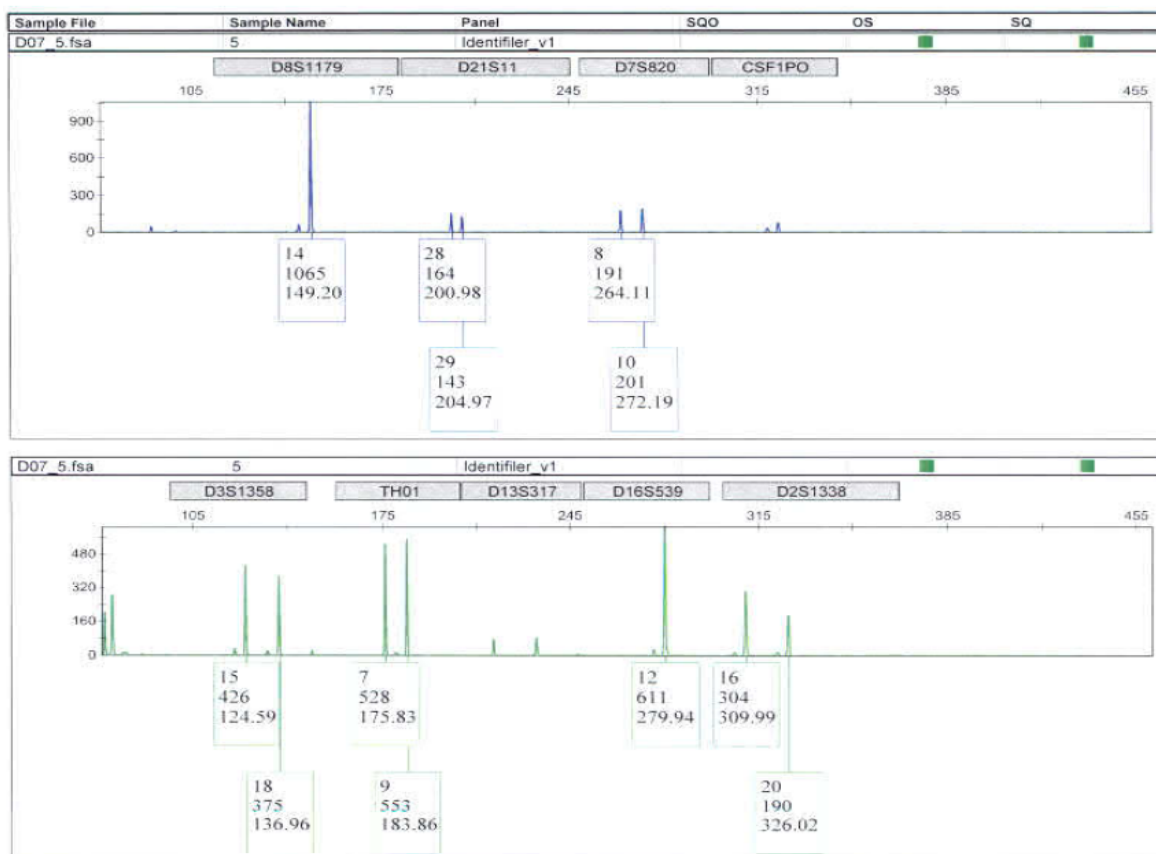 Sample File Sample Name Panel SQO OS SQ
D07_5.fsa 5 Identifiler_v1
D8S1179 D21S11 D7S820 CSF1PO
105 175 245 315 385 455
900
600
300
0
14 28 8
1065 164 191
149.20 200.98 264.11
29 10
143 201
204.97 272.19
D07_5.fsa 5 Identifiler_v1
D3S1358 TH01 D13S317 D16S539 D2S1338
105 175 245 315 385 455
480
320
160
0
15 7 12 16
426 528 611 304
124.59 175.83 279.94 309.99
18 9 20
375 553 190
136.96 183.86 326.02